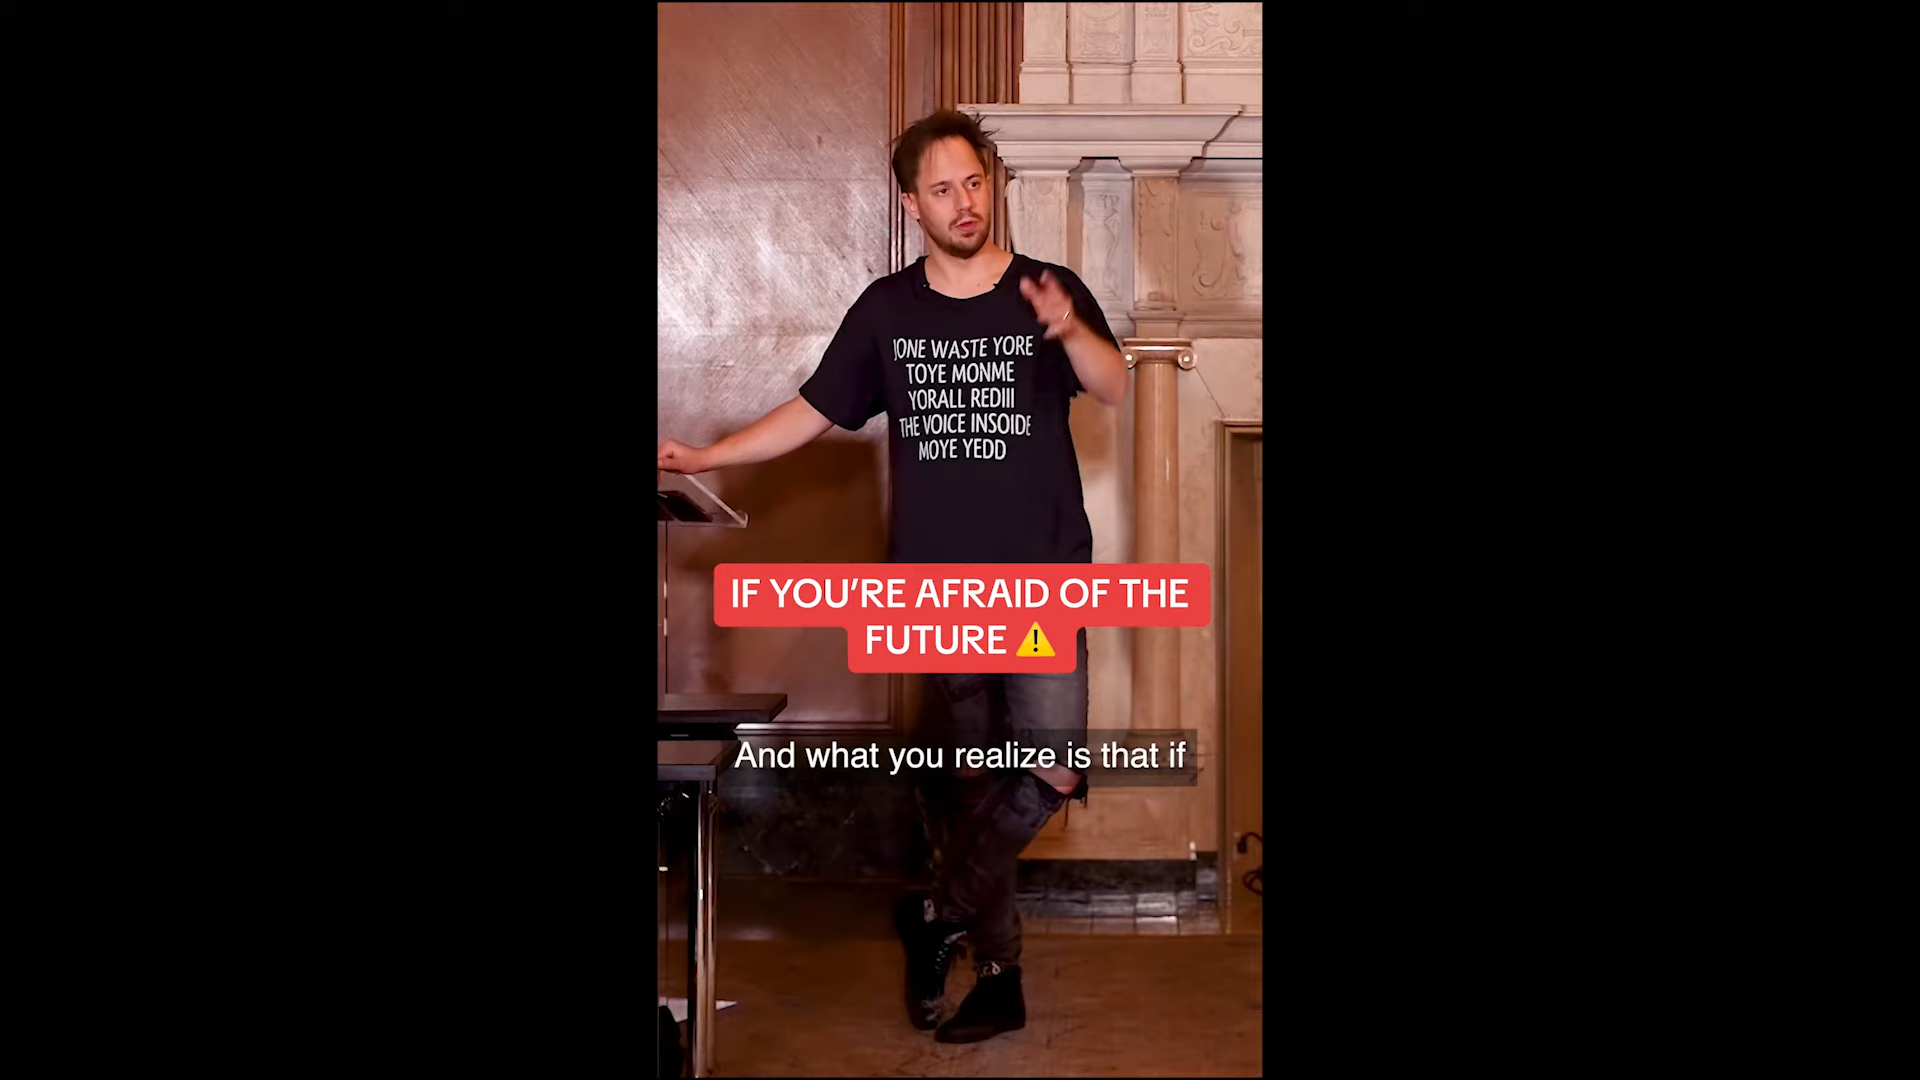 JONE WASTE YORE
TOYE MONME
YORALL REDIII
THE VOICE INSOIDE
MOYE YEDD
IF YOU’RE AFRAID OF THE
FUTURE ⚠️
And what you realize is that if